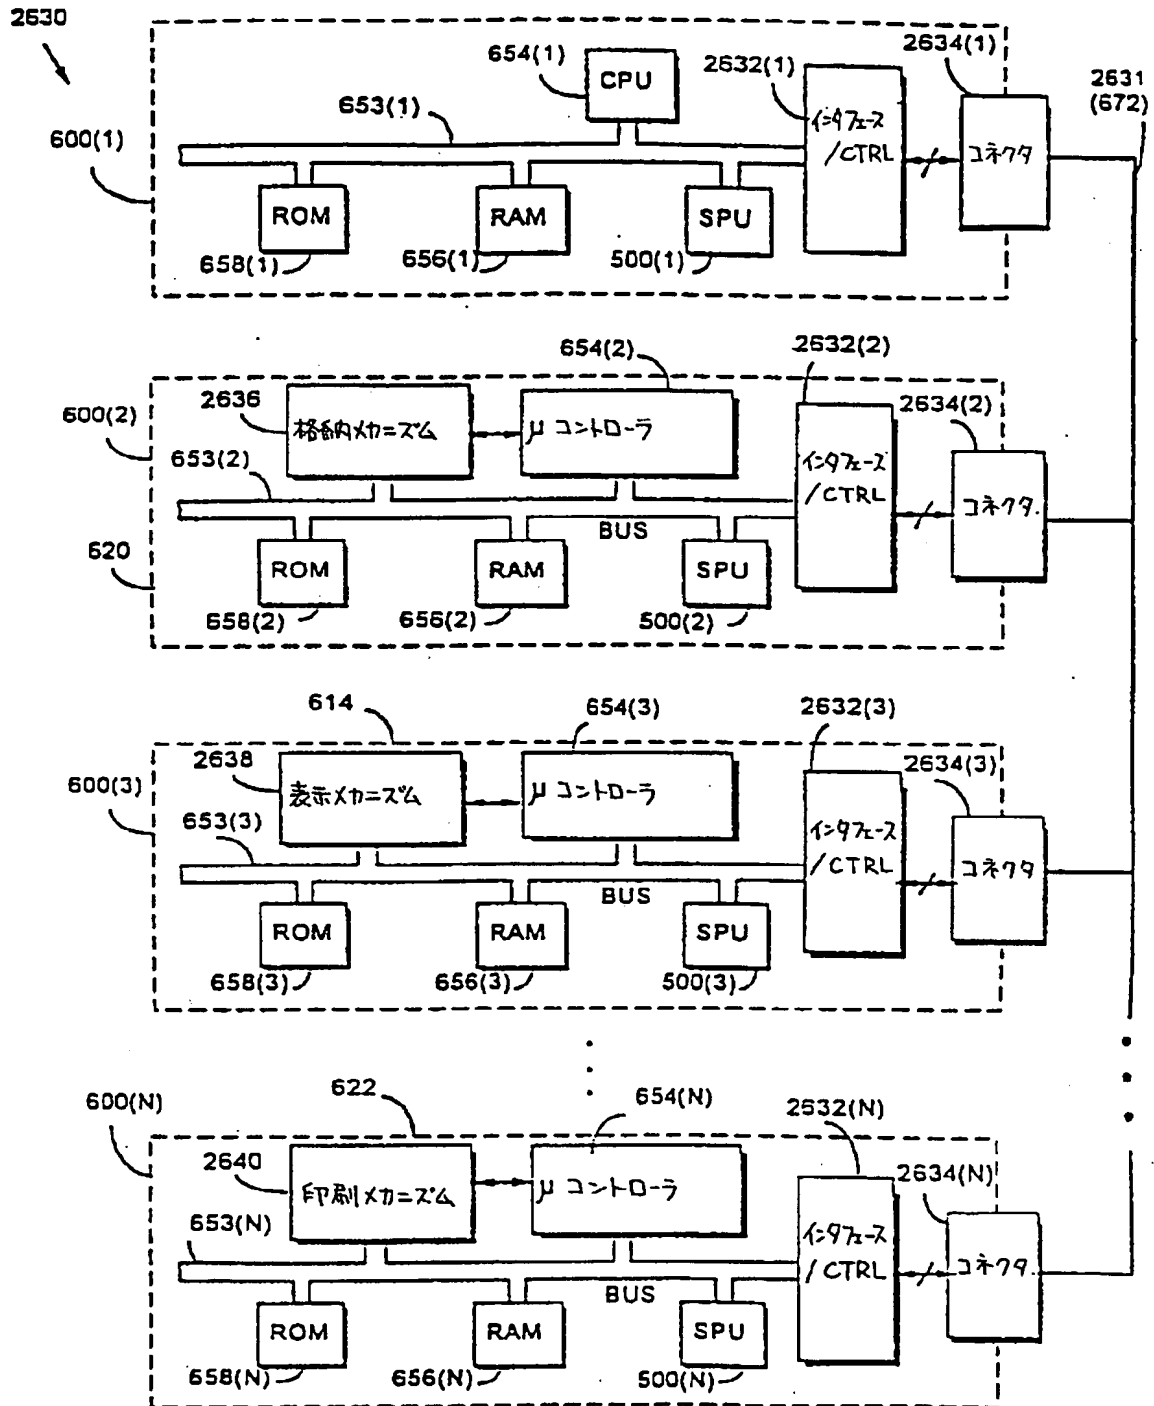 2630
654(1)
CPU
2632(1)
2634(1)
2631
(672)
653(1)
600(1)
インタフェース
/CTRL
コネクタ
ROM
RAM
SPU
658(1)
656(1)
500(1)
654(2)
2632(2)
600(2)
2636
格納メカニズム
μコントローラ
2634(2)
653(2)
インタフェース
/CTRL
コネクタ
BUS
620
ROM
RAM
SPU
658(2)
656(2)
500(2)
614
654(3)
2632(3)
600(3)
2638
表示メカニズム
μコントローラ
2634(3)
653(3)
インタフェース
/CTRL
コネクタ
BUS
ROM
RAM
SPU
658(3)
656(3)
500(3)
600(N)
622
654(N)
2632(N)
2640
印刷メカニズム
μコントローラ
2634(N)
653(N)
インタフェース
/CTRL
コネクタ
BUS
ROM
RAM
SPU
658(N)
656(N)
500(N)